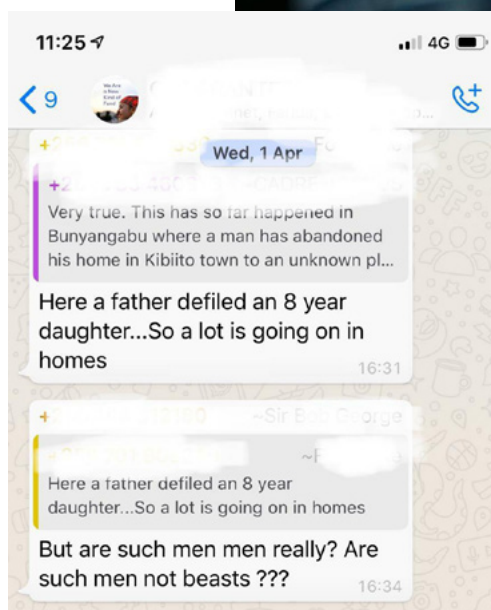 11:25
4G
9
Wed, 1 Apr
Very true. This has so far happened in
Bunyangabu where a man has abandoned
his home in Kibiito town to an unknown pl...
Here a father defiled an 8 year
daughter...So a lot is going on in
homes
16:31
~Sir Bob George
Here a father defiled an 8 year
daughter...So a lot is going on in homes
But are such men men really? Are
such men not beasts ???
16:34